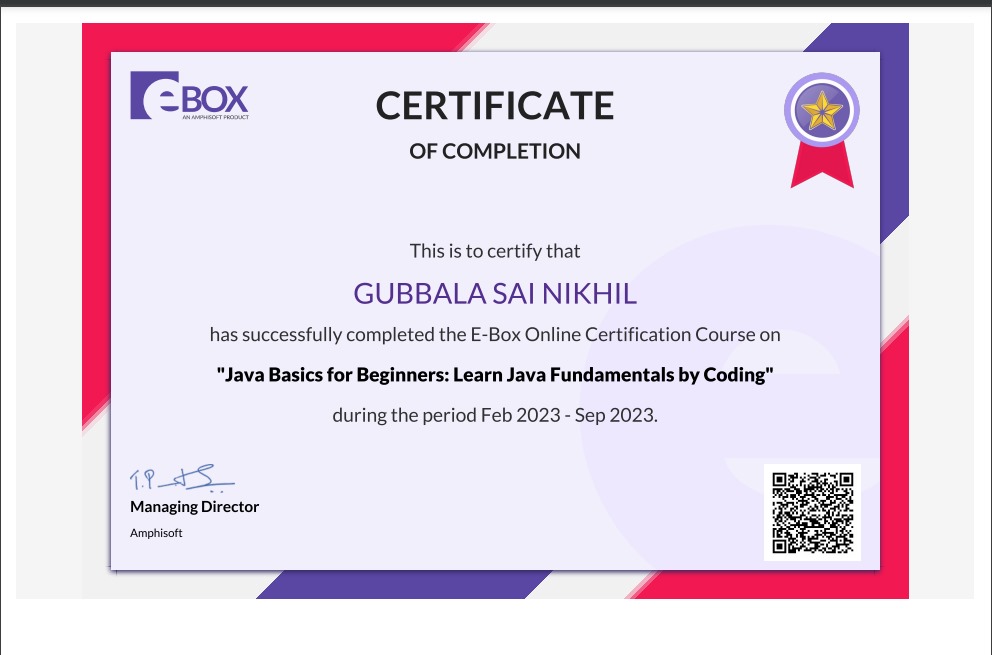 eBOX
AN AMPHISOFT PRODUCT
CERTIFICATE
OF COMPLETION
This is to certify that
GUBBALA SAI NIKHIL
has successfully completed the E-Box Online Certification Course on
"Java Basics for Beginners: Learn Java Fundamentals by Coding"
during the period Feb 2023 - Sep 2023.
Managing Director
Amphisoft